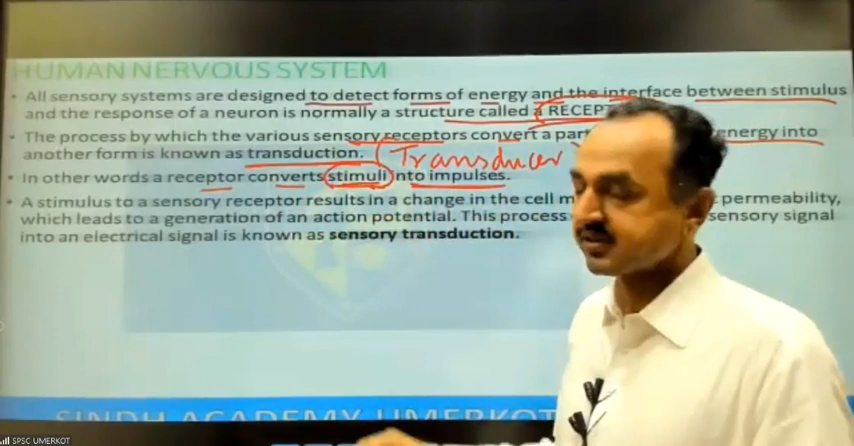 HUMAN NERVOUS SYSTEM
• All sensory systems are designed to detect forms of energy and the interface between stimulus
and the response of a neuron is normally a structure called a RECEPT
• The process by which the various sensory receptors convert a par energy into
another form is known as transduction. Transducer
• In other words a receptor converts stimuli into impulses.
• A stimulus to a sensory receptor results in a change in the cell m permeability,
which leads to a generation of an action potential. This process sensory signal
into an electrical signal is known as sensory transduction.
SINDH ACADEMY UMERKOT
SPSC UMERKOT